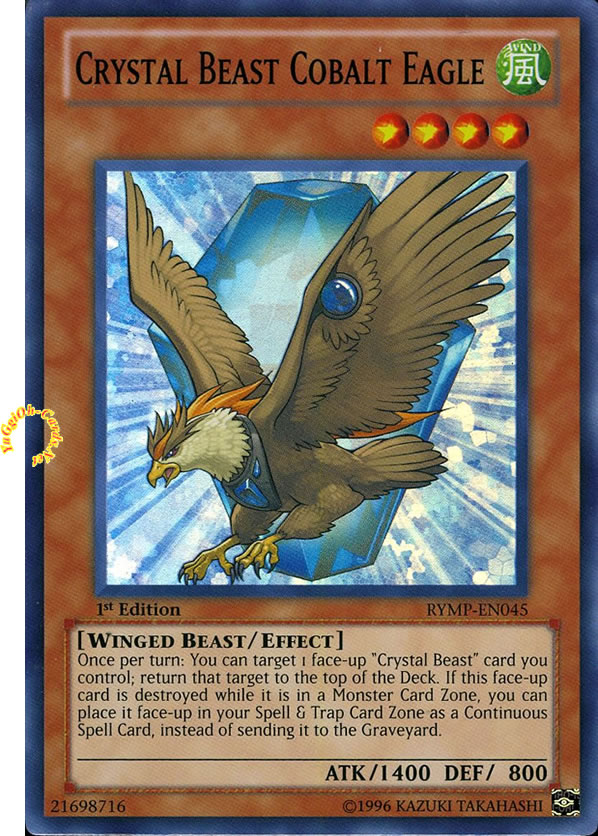 CRYSTAL BEAST COBALT EAGLE
WIND
風
YuGgiOh-Cards.Net
1st Edition
RYMP-EN045
[WINGED BEAST/EFFECT]
Once per turn: You can target 1 face-up "Crystal Beast" card you
control; return that target to the top of the Deck. If this face-up
card is destroyed while it is in a Monster Card Zone, you can
place it face-up in your Spell & Trap Card Zone as a Continuous
Spell Card, instead of sending it to the Graveyard.
ATK/1400 DEF/ 800
21698716
©1996 KAZUKI TAKAHASHI